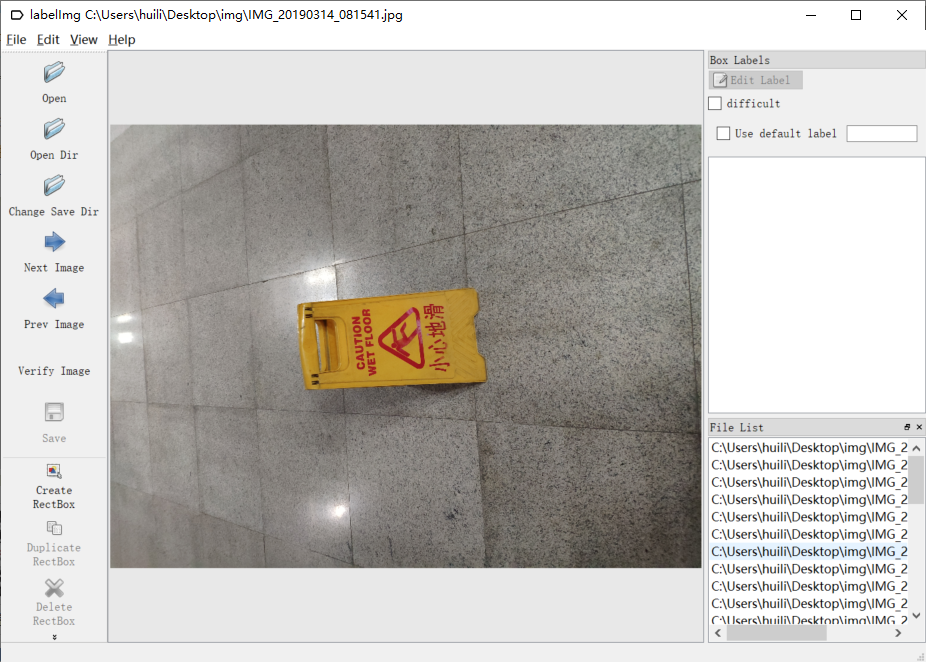 labelImg C:\Users\huili\Desktop\img\IMG_20190314_081541.jpg
File Edit View Help
Open
Open Dir
Change Save Dir
Next Image
Prev Image
Verify Image
Save
Create
RectBox
Duplicate
RectBox
Delete
RectBox
CAUTION
WET FLOOR
小心地滑
Box Labels
Edit Label
difficult
Use default label
File List
C:\Users\huili\Desktop\img\IMG_2
C:\Users\huili\Desktop\img\IMG_2
C:\Users\huili\Desktop\img\IMG_2
C:\Users\huili\Desktop\img\IMG_2
C:\Users\huili\Desktop\img\IMG_2
C:\Users\huili\Desktop\img\IMG_2
C:\Users\huili\Desktop\img\IMG_2
C:\Users\huili\Desktop\img\IMG_2
C:\Users\huili\Desktop\img\IMG_2
C:\Users\huili\Desktop\img\IMG_2
C:\Users\huili\Desktop\img\IMG_2